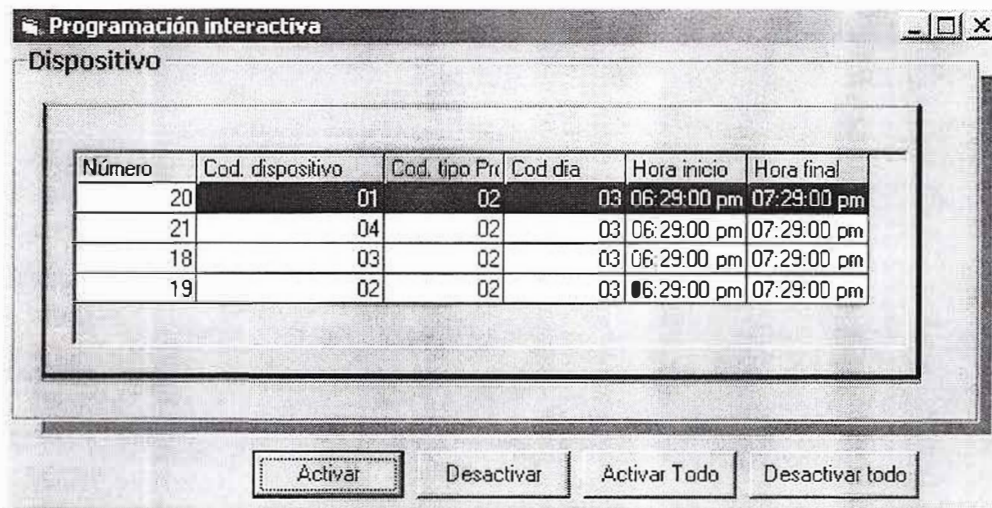 Programación interactiva
Dispositivo
Número Cod. dispositivo Cod. tipo Pro Cod dia Hora inicio Hora final
20 01 02 03 06:29:00 pm 07:29:00 pm
21 04 02 03 06:29:00 pm 07:29:00 pm
18 03 02 03 06:29:00 pm 07:29:00 pm
19 02 02 03 06:29:00 pm 07:29:00 pm
Activar Desactivar Activar Todo Desactivar todo